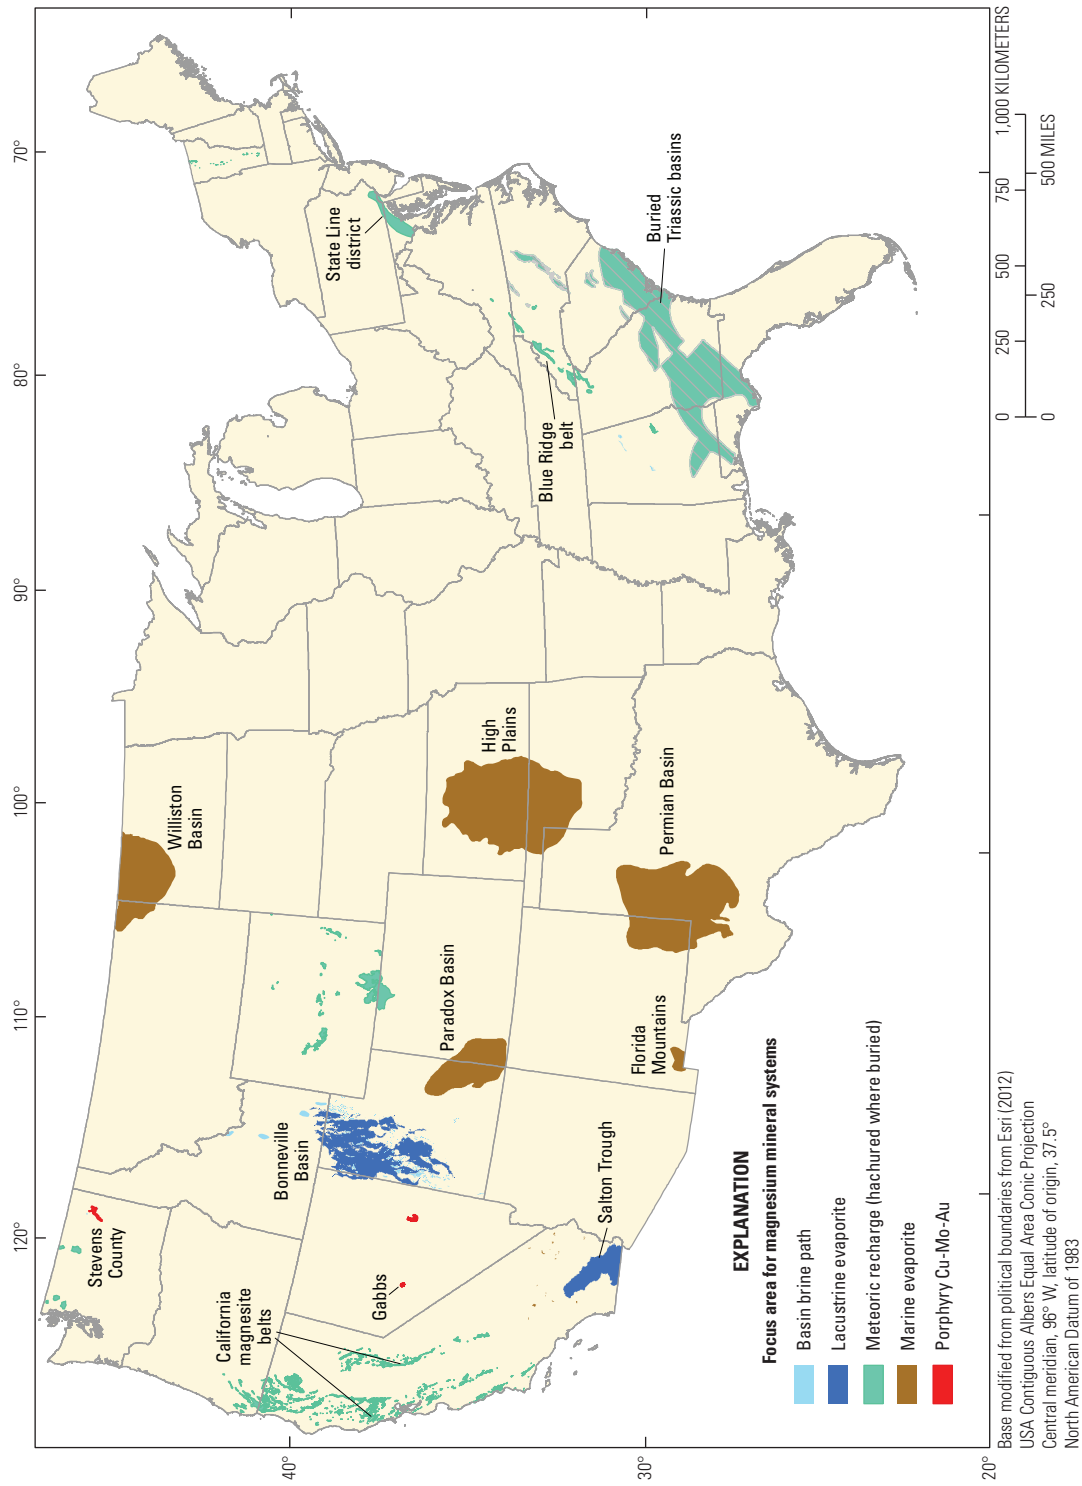 120°
110°
100°
90°
80°
70°
40°
30°
20°
Stevens
County
California
magnesite
belts
Gabbs
Bonneville
Basin
Salton Trough
Paradox Basin
Florida
Mountains
Williston
Basin
High
Plains
Permian Basin
Blue Ridge
belt
State Line
district
Buried
Triassic basins
EXPLANATION
Focus area for magnesium mineral systems
Basin brine path
Lacustrine evaporite
Meteoric recharge (hachured where buried)
Marine evaporite
Porphyry Cu-Mo-Au
Base modified from political boundaries from Esri (2012)
USA Contiguous Albers Equal Area Conic Projection
Central meridian, 96° W, latitude of origin, 37.5°
North American Datum of 1983
0 250 500 750 1,000 KILOMETERS
0 250 500 MILES